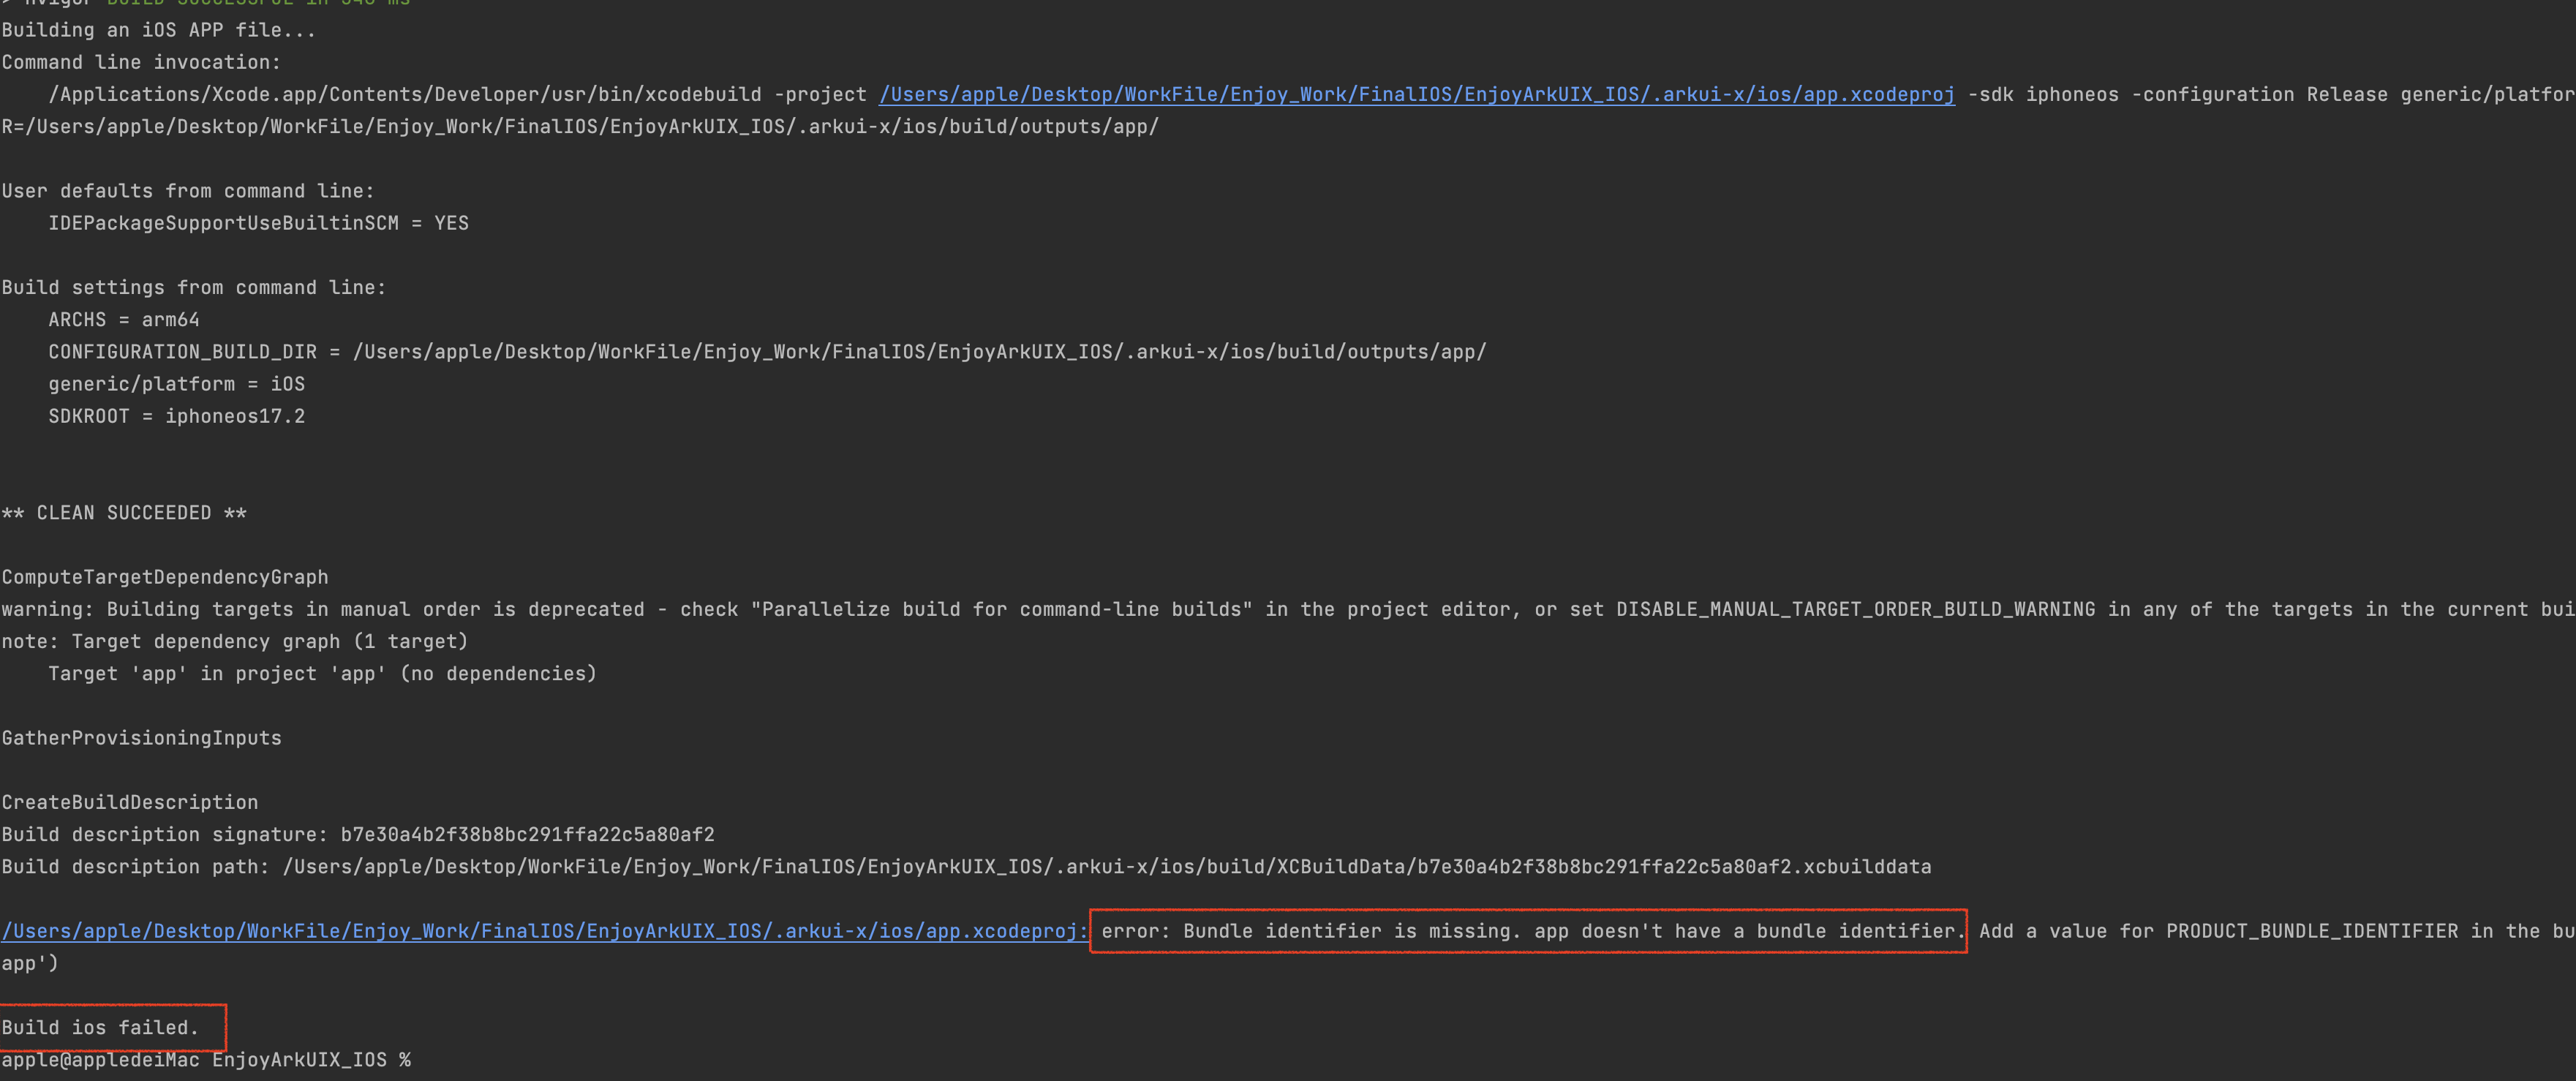 > hvigor BUILD SUCCESSFUL in 540 ms
Building an iOS APP file...
Command line invocation:
    /Applications/Xcode.app/Contents/Developer/usr/bin/xcodebuild -project /Users/apple/Desktop/WorkFile/Enjoy_Work/FinalIOS/EnjoyArkUIX_IOS/.arkui-x/ios/app.xcodeproj -sdk iphoneos -configuration Release generic/platfor
R=/Users/apple/Desktop/WorkFile/Enjoy_Work/FinalIOS/EnjoyArkUIX_IOS/.arkui-x/ios/build/outputs/app/
User defaults from command line:
    IDEPackageSupportUseBuiltinSCM = YES
Build settings from command line:
    ARCHS = arm64
    CONFIGURATION_BUILD_DIR = /Users/apple/Desktop/WorkFile/Enjoy_Work/FinalIOS/EnjoyArkUIX_IOS/.arkui-x/ios/build/outputs/app/
    generic/platform = iOS
    SDKROOT = iphoneos17.2
** CLEAN SUCCEEDED **
ComputeTargetDependencyGraph
warning: Building targets in manual order is deprecated - check "Parallelize build for command-line builds" in the project editor, or set DISABLE_MANUAL_TARGET_ORDER_BUILD_WARNING in any of the targets in the current bui
note: Target dependency graph (1 target)
    Target 'app' in project 'app' (no dependencies)
GatherProvisioningInputs
CreateBuildDescription
Build description signature: b7e30a4b2f38b8bc291ffa22c5a80af2
Build description path: /Users/apple/Desktop/WorkFile/Enjoy_Work/FinalIOS/EnjoyArkUIX_IOS/.arkui-x/ios/build/XCBuildData/b7e30a4b2f38b8bc291ffa22c5a80af2.xcbuilddata
/Users/apple/Desktop/WorkFile/Enjoy_Work/FinalIOS/EnjoyArkUIX_IOS/.arkui-x/ios/app.xcodeproj: error: Bundle identifier is missing. app doesn't have a bundle identifier. Add a value for PRODUCT_BUNDLE_IDENTIFIER in the bu
app')
Build ios failed.
apple@appledeiMac EnjoyArkUIX_IOS %